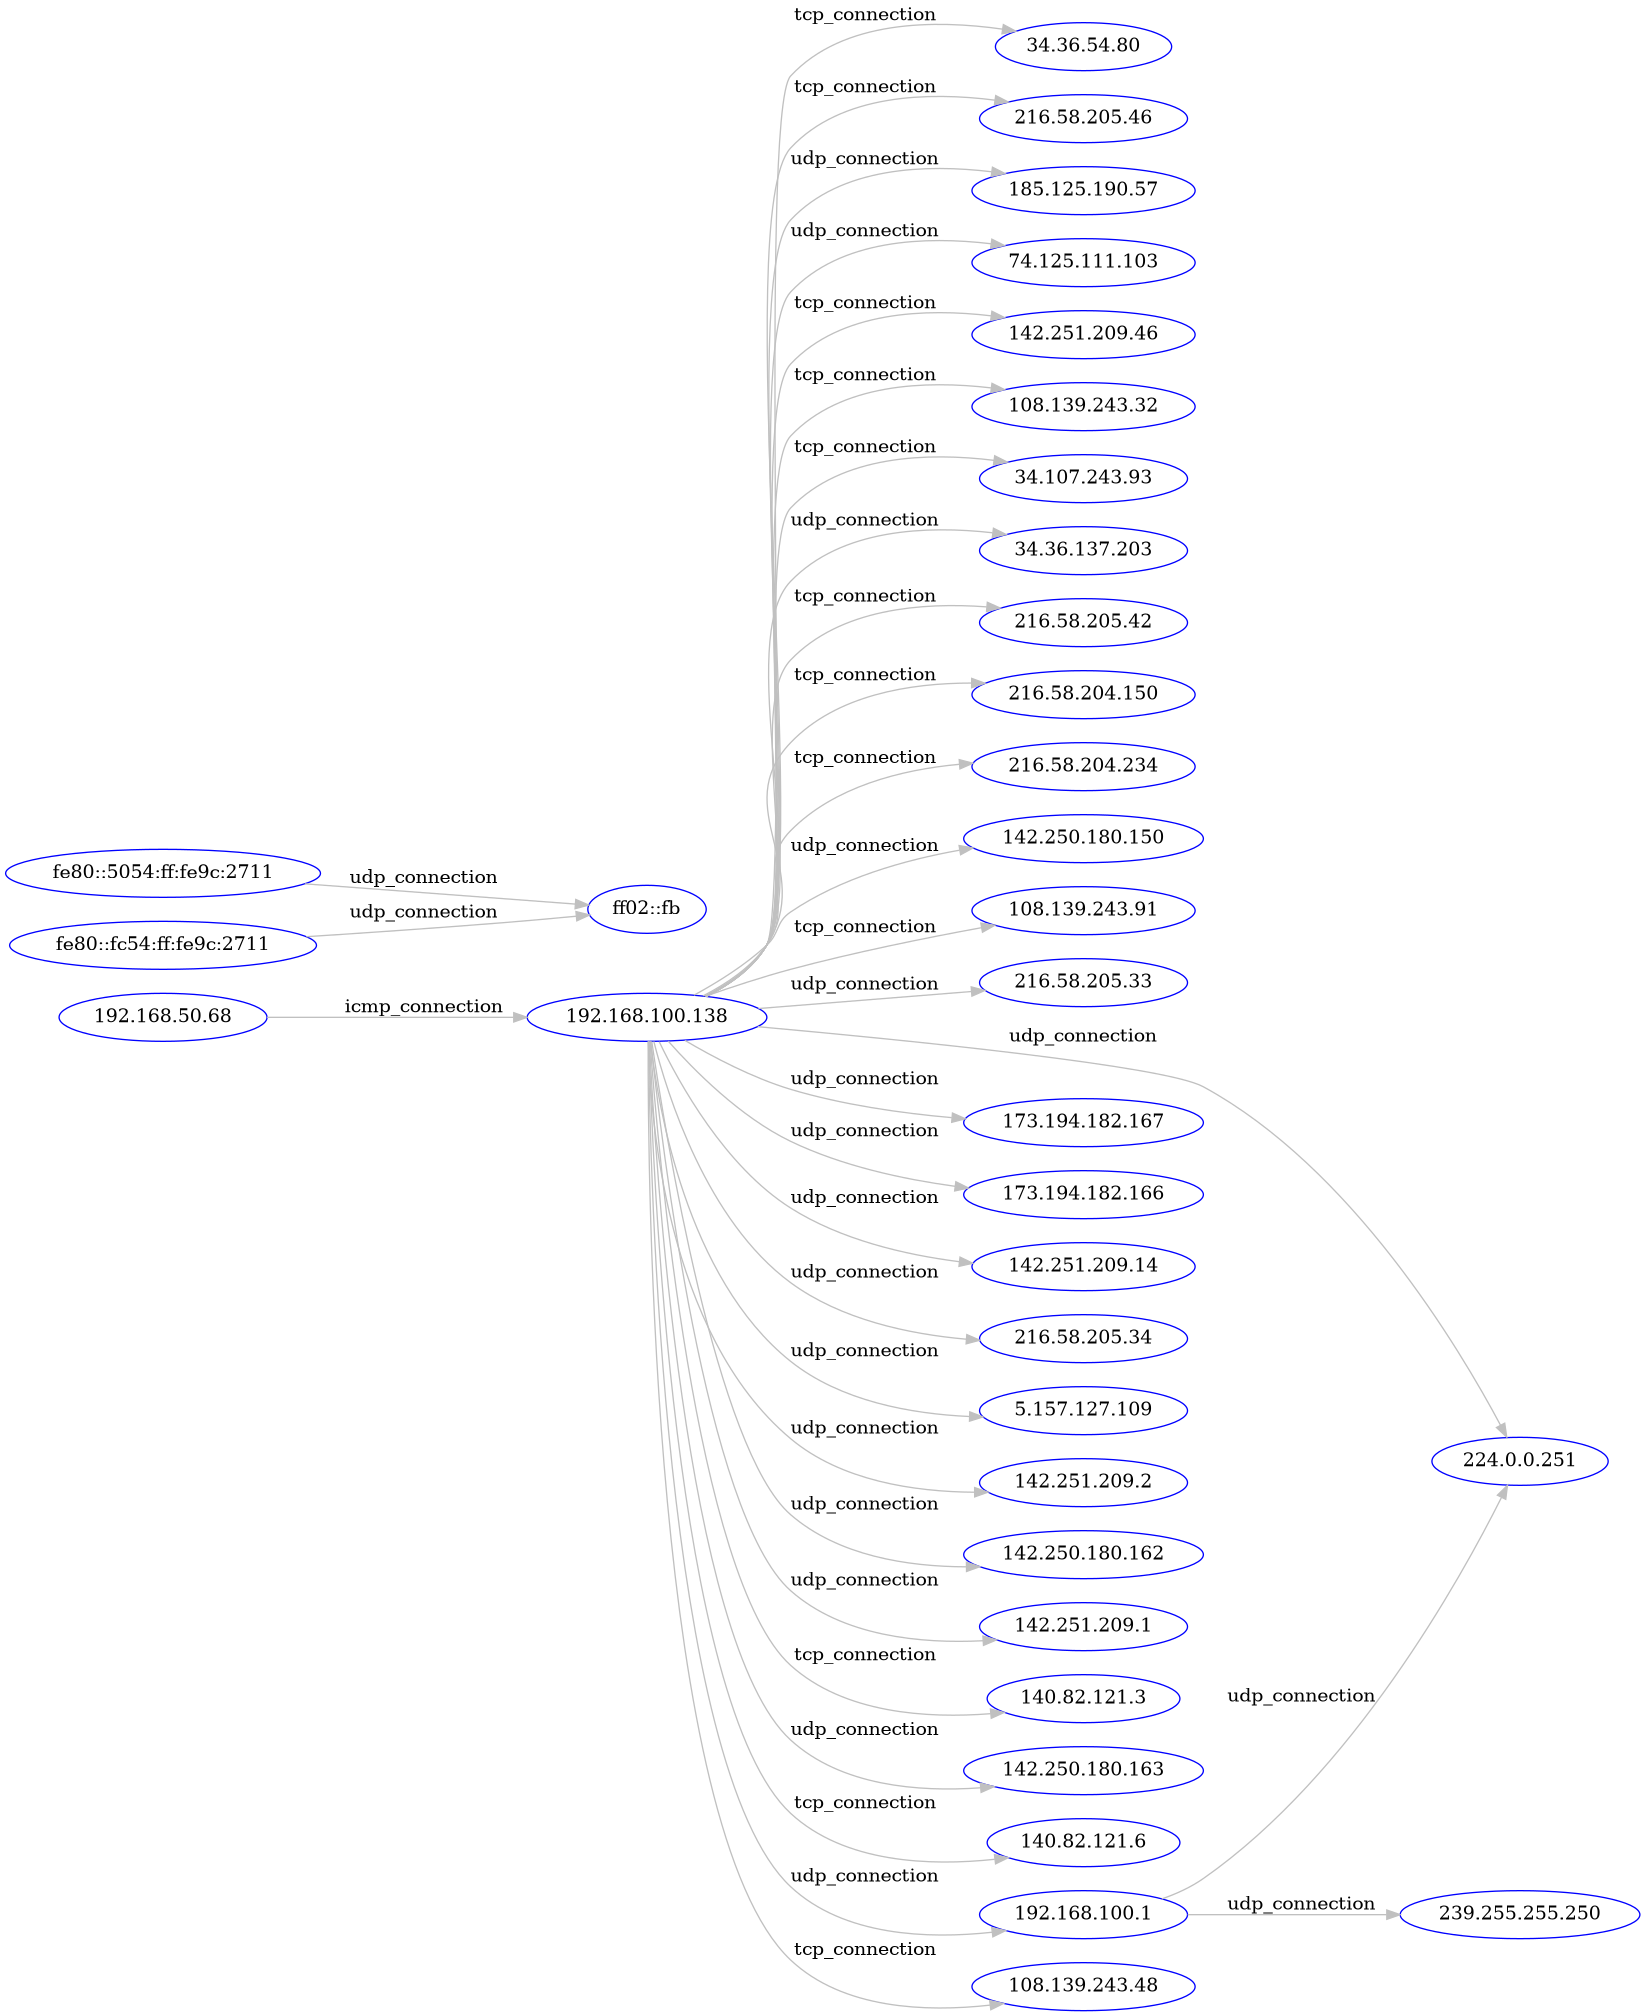 tcp_connection
34.36.54.80
tcp_connection
216.58.205.46
udp_connection
185.125.190.57
udp_connection
74.125.111.103
tcp_connection
142.251.209.46
tcp_connection
108.139.243.32
tcp_connection
34.107.243.93
udp_connection
34.36.137.203
tcp_connection
216.58.205.42
tcp_connection
216.58.204.150
tcp_connection
216.58.204.234
udp_connection
142.250.180.150
fe80::5054:ff:fe9c:2711
udp_connection
ff02::fb
fe80::fc54:ff:fe9c:2711
udp_connection
tcp_connection
108.139.243.91
192.168.50.68
icmp_connection
192.168.100.138
udp_connection
216.58.205.33
udp_connection
224.0.0.251
udp_connection
173.194.182.167
udp_connection
173.194.182.166
udp_connection
142.251.209.14
udp_connection
216.58.205.34
udp_connection
5.157.127.109
udp_connection
142.251.209.2
udp_connection
142.250.180.162
udp_connection
142.251.209.1
tcp_connection
140.82.121.3
udp_connection
142.250.180.163
tcp_connection
140.82.121.6
udp_connection
192.168.100.1
udp_connection
udp_connection
239.255.255.250
tcp_connection
108.139.243.48